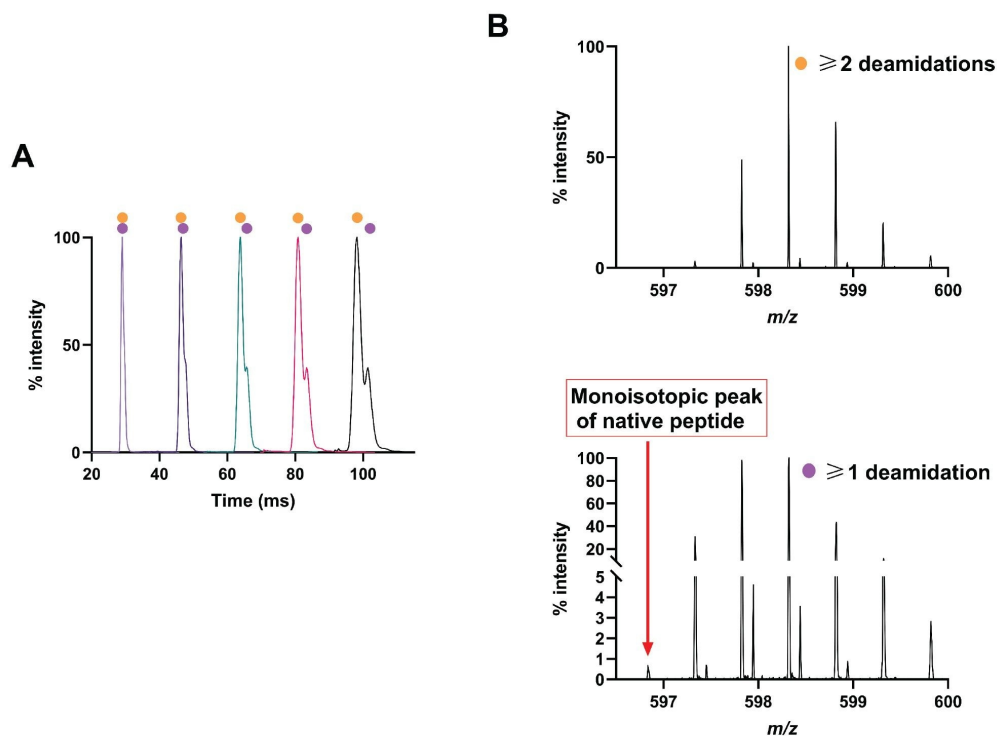 A
% intensity
100
50
0
20 40 60 80 100
Time (ms)
B
% intensity
100
50
0
⩾2 deamidations
597 598 599 600
m/z
Monoisotopic peak
of native peptide
% intensity
100
80
60
40
20
5
4
3
2
1
0
⩾1 deamidation
597 598 599 600
m/z